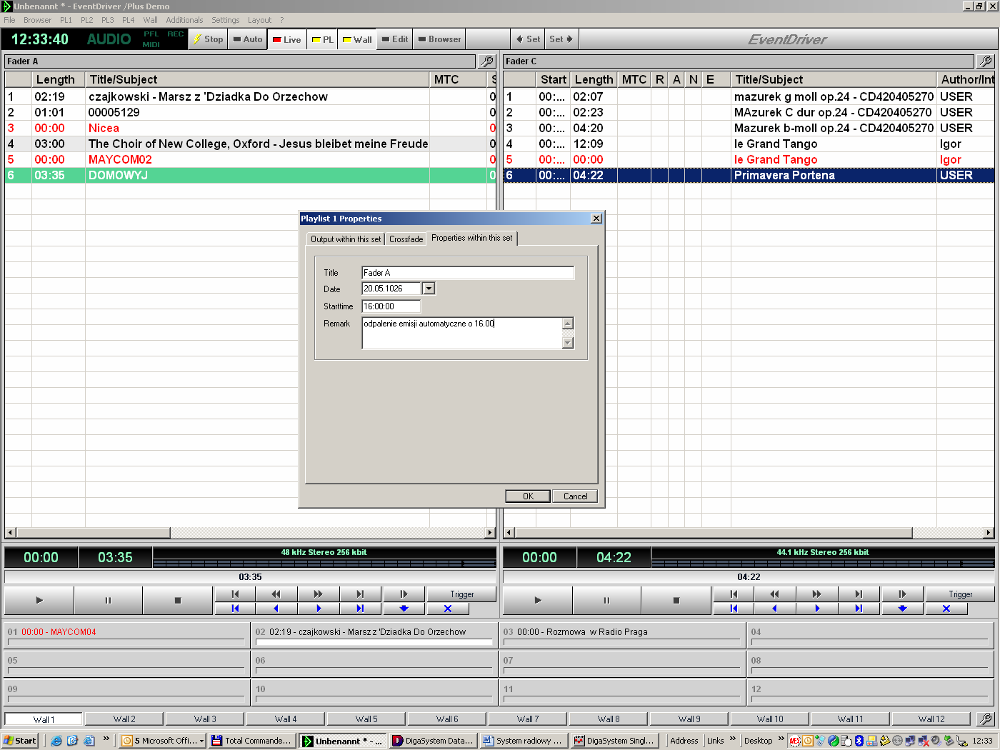 Unbenannt * - EventDriver /Plus Demo
File Browser PL1 PL2 PL3 PL4 Wall Additionals Settings Layout ?
12:33:40 AUDIO PFL REC MIDI Stop Auto Live PL Wall Edit Browser Set Set EventDriver
Fader A
Length Title/Subject MTC S
1 02:19 czajkowski - Marsz z 'Dziadka Do Orzechow 0
2 01:01 00005129 0
3 00:00 Nicea 0
4 03:00 The Choir of New College, Oxford - Jesus bleibet meine Freude 0
5 00:00 MAYCOM02 0
6 03:35 DOMOWYJ 0
Fader C
Start Length MTC R A N E Title/Subject Author/Int
1 00:... 02:07 mazurek g moll op.24 - CD420405270 USER
2 00:... 02:23 MAzurek C dur op.24 - CD420405270 USER
3 00:... 04:20 Mazurek b-moll op.24 - CD420405270 USER
4 00:... 12:09 le Grand Tango Igor
5 00:... 00:00 le Grand Tango Igor
6 00:... 04:22 Primavera Portena USER
Playlist 1 Properties
Output within this set Crossfade Properties within this set
Title Fader A
Date 20.05.1026
Starttime 16:00:00
Remark odpalenie emisji automatyczne o 16.00
OK Cancel
00:00 03:35 48 kHz Stereo 256 kbit
03:35
Trigger
00:00 04:22 44.1 kHz Stereo 256 kbit
04:22
Trigger
01 00:00 - MAYCOM04
02 02:19 - czajkowski - Marsz z 'Dziadka Do Orzechow
03 00:00 - Rozmowa w Radio Praga
04
05
06
07
08
09
10
11
12
Wall 1 Wall 2 Wall 3 Wall 4 Wall 5 Wall 6 Wall 7 Wall 8 Wall 9 Wall 10 Wall 11 Wall 12
Start 5 Microsoft Offi... Total Commande... Unbenannt * - ... DigaSystem Data... System radiowy ... DigaSystem Singl... Address Links Desktop 12:33